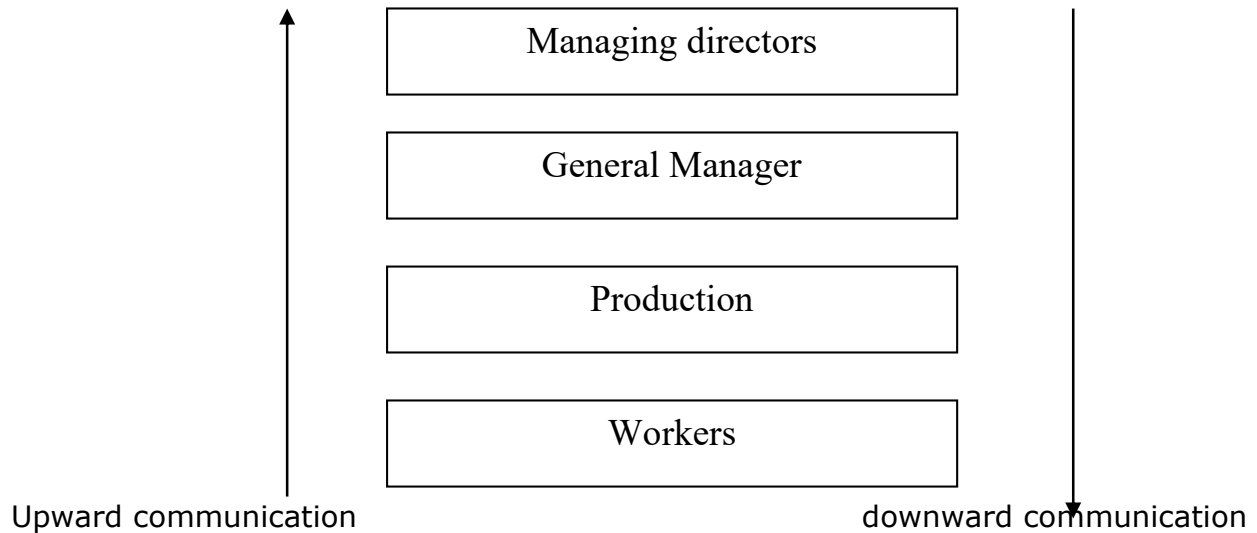 Managing directors
General Manager
Production
Workers
Upward communication
downward communication